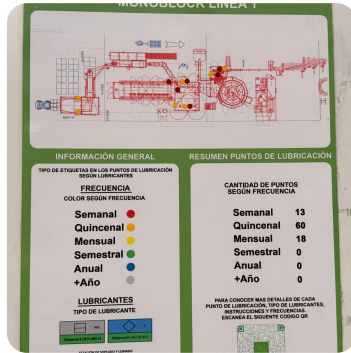 MONOBLOCK LINEA 1
INFORMACIÓN GENERAL
TIPO DE ETIQUETAS EN LOS PUNTOS DE LUBRICACIÓN
SEGÚN LUBRICANTES
FRECUENCIA
COLOR SEGÚN FRECUENCIA
Semanal
Quincenal
Mensual
Semestral
Anual
+Año
LUBRICANTES
TIPO DE LUBRICANTE
RESUMEN PUNTOS DE LUBRICACIÓN
CANTIDAD DE PUNTOS
SEGÚN FRECUENCIA
Semanal 13
Quincenal 60
Mensual 18
Semestral 0
Anual 0
+Año 0
PARA CONOCER MAS DETALLES DE CADA
PUNTO DE LUBRICACIÓN, TIPO DE LUBRICANTES,
INSTRUCCIONES Y FRECUENCIAS.
ESCANEA EL SIGUIENTE CODIGO QR